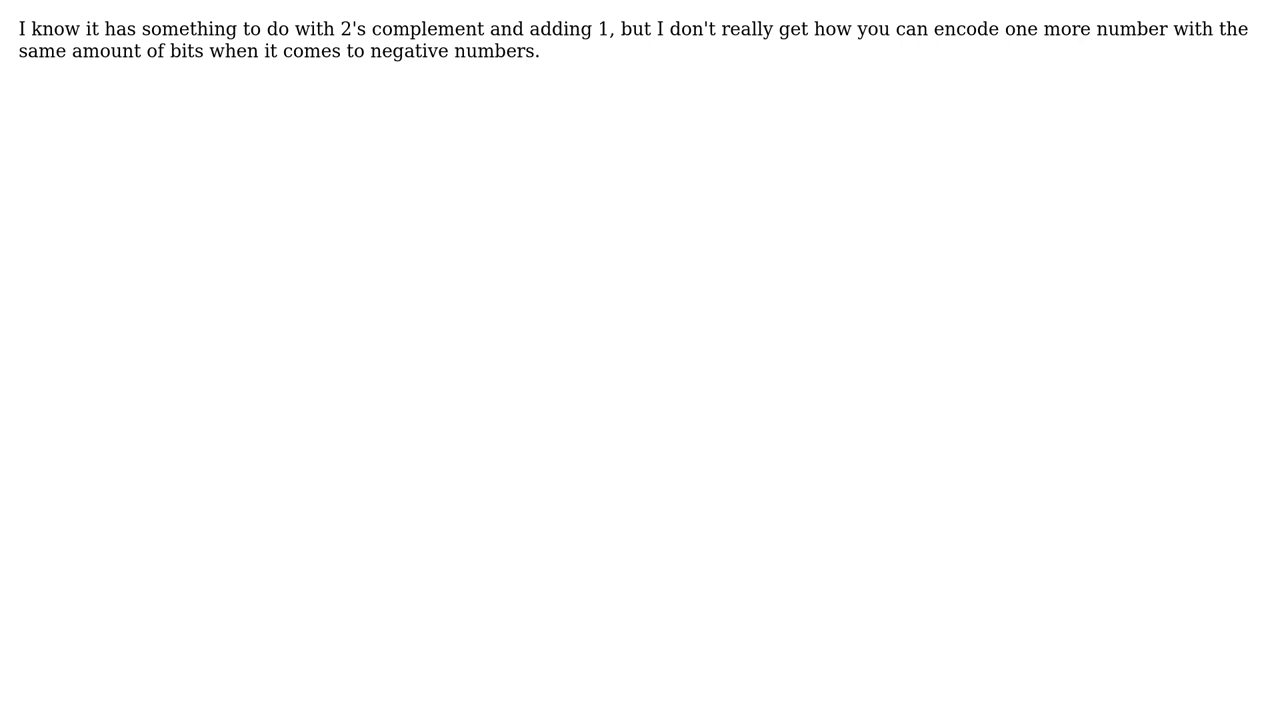 I know it has something to do with 2's complement and adding 1, but I don't really get how you can encode one more number with the
same amount of bits when it comes to negative numbers.